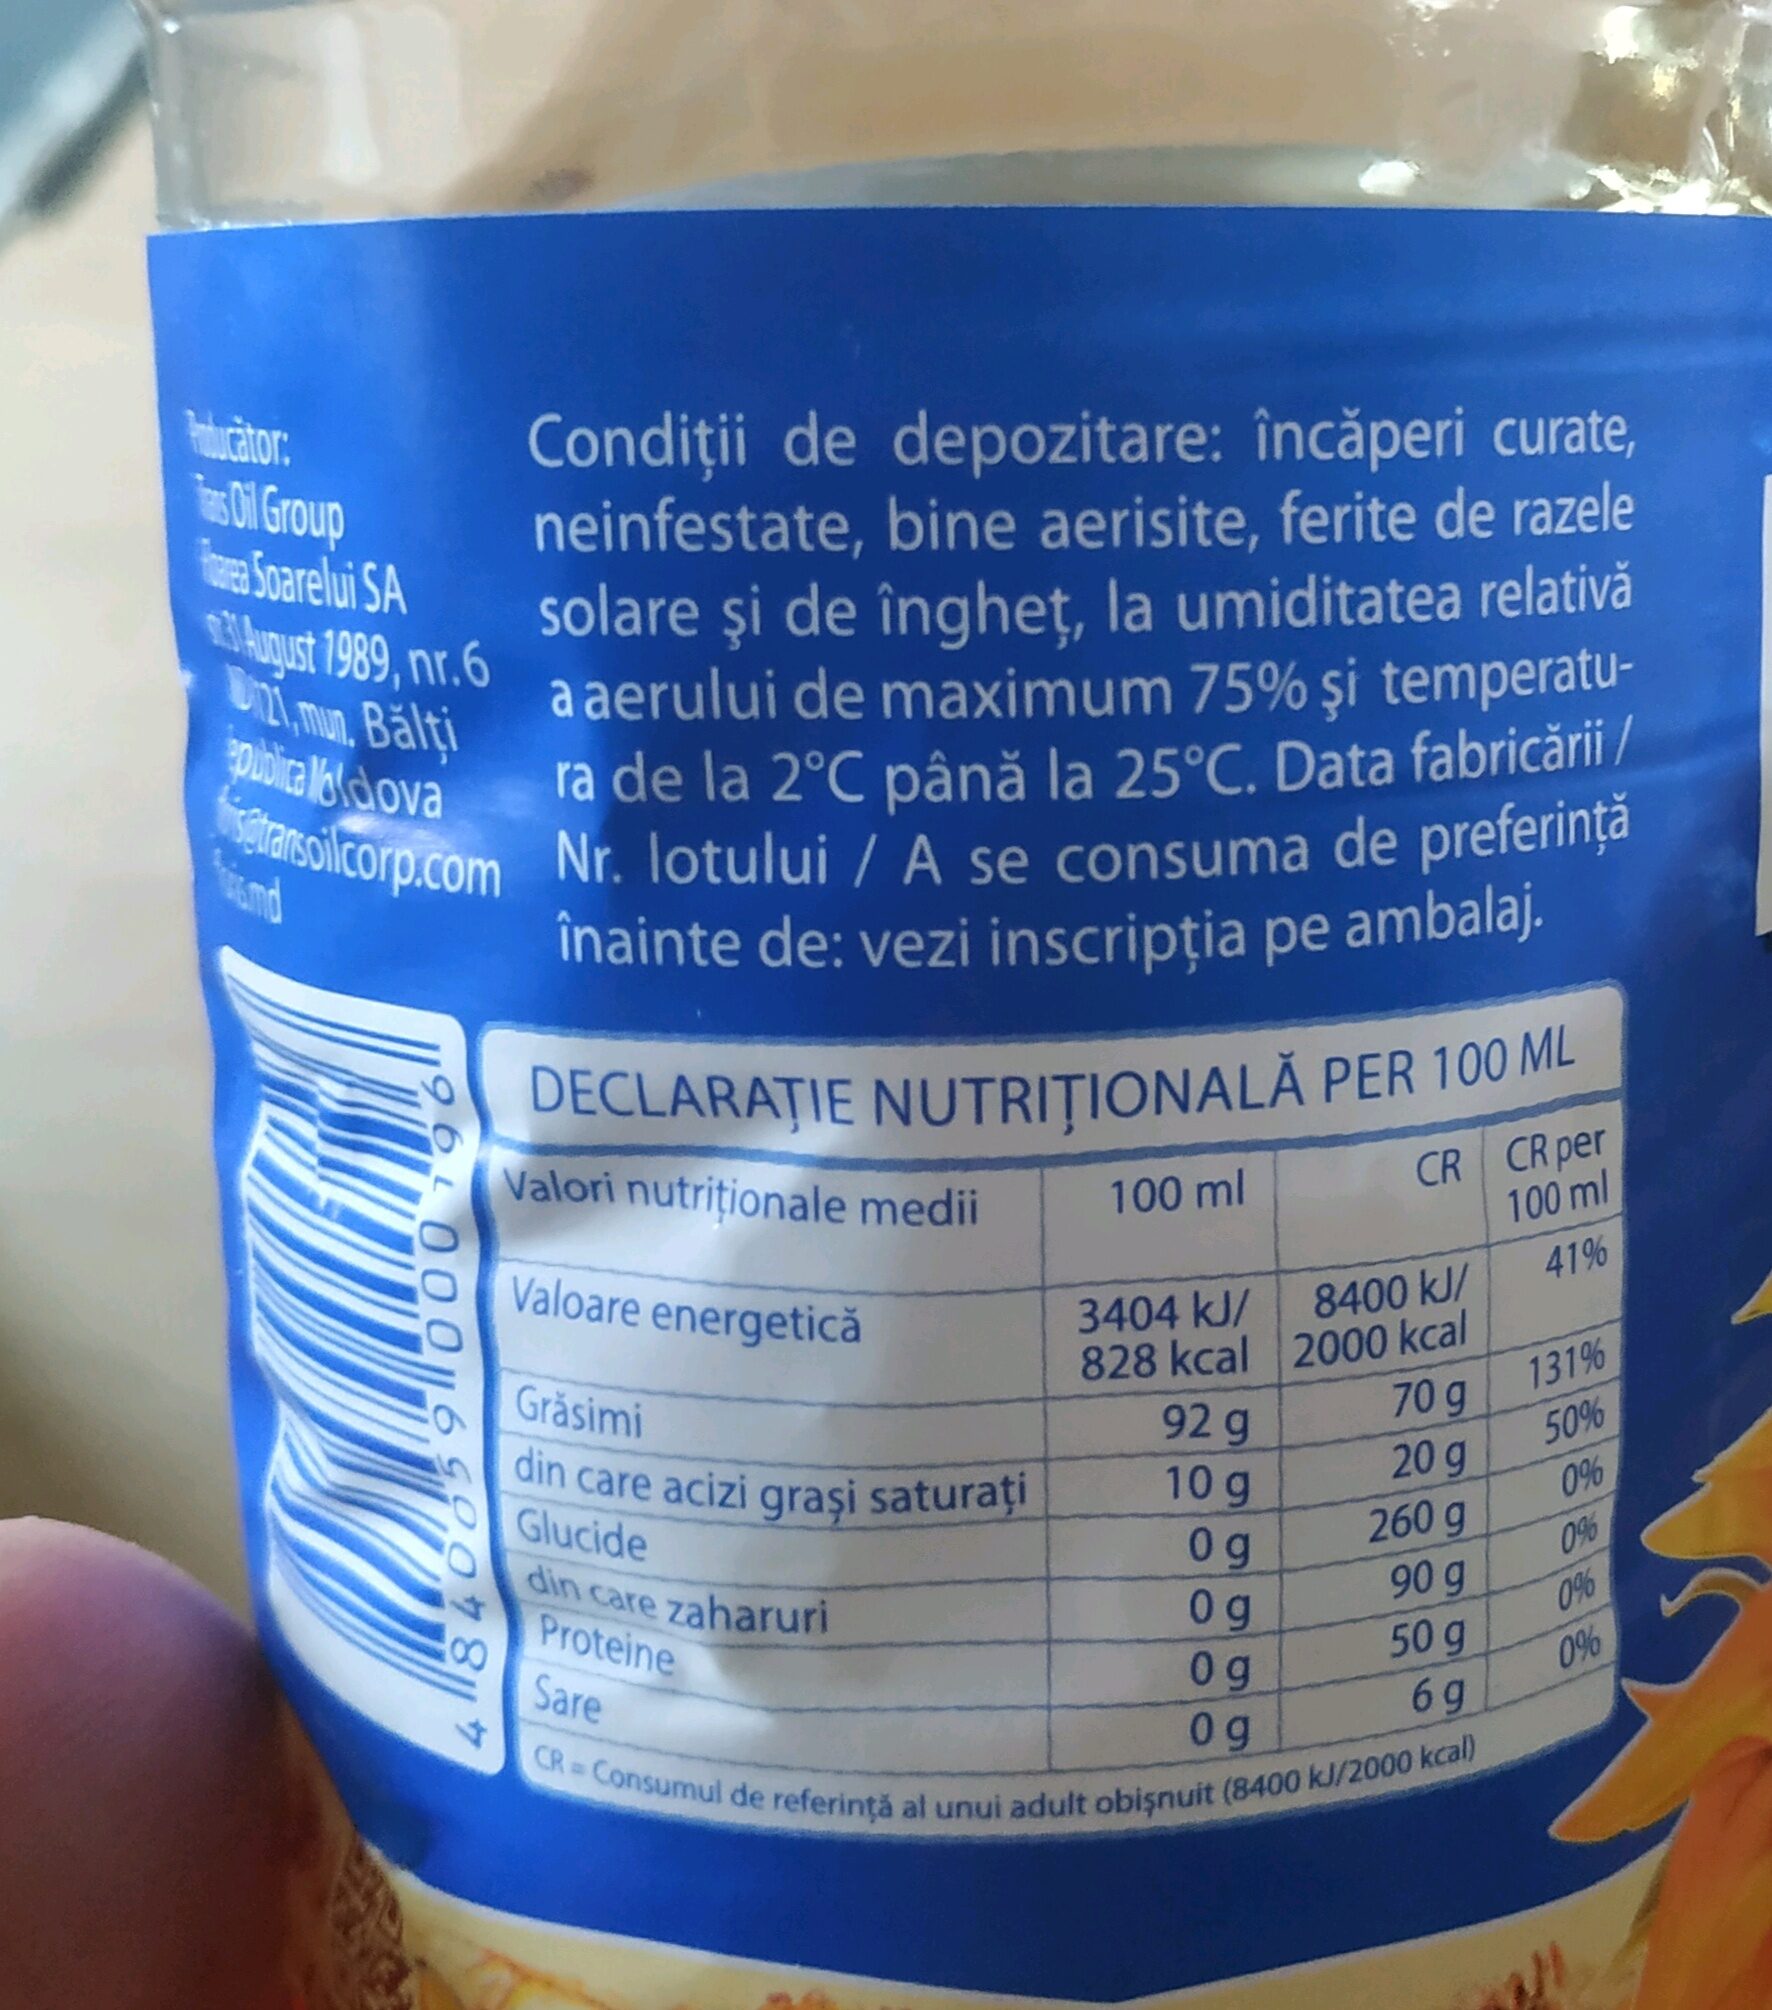 Producător:
Trans Oil Group
Floarea Soarelui SA
str. 31 August 1989, nr. 6
MD3121, mun. Bălți
Republica Moldova
@transoilcorp.com
Condiții de depozitare: încăperi curate,
neinfestate, bine aerisite, ferite de razele
solare şi de îngheț, la umiditatea relativă
a aerului de maximum 75% şi temperatu-
ra de la 2°C până la 25°C. Data fabricării /
Nr. lotului / A se consuma de preferință
înainte de: vezi inscripția pe ambalaj.
4 840059 000196
DECLARAȚIE NUTRIȚIONALĂ PER 100 ML
Valori nutriționale medii 100 ml CR CR per
100 ml
Valoare energetică 3404 kJ/ 8400 kJ/ 41%
828 kcal 2000 kcal
Grăsimi 92 g 70 g 131%
din care acizi grași saturați 10 g 20 g 50%
Glucide 0 g 260 g 0%
din care zaharuri 0 g 90 g 0%
Proteine 0 g 50 g 0%
Sare 0 g 6 g 0%
CR = Consumul de referință al unui adult obişnuit (8400 kJ/2000 kcal)